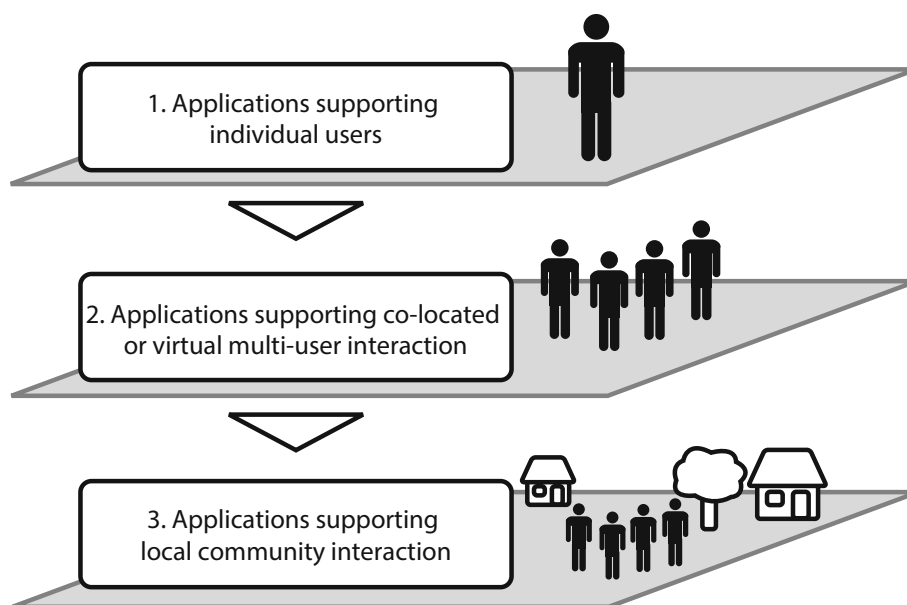 1. Applications supporting
individual users
2. Applications supporting co-located
or virtual multi-user interaction
3. Applications supporting
local community interaction